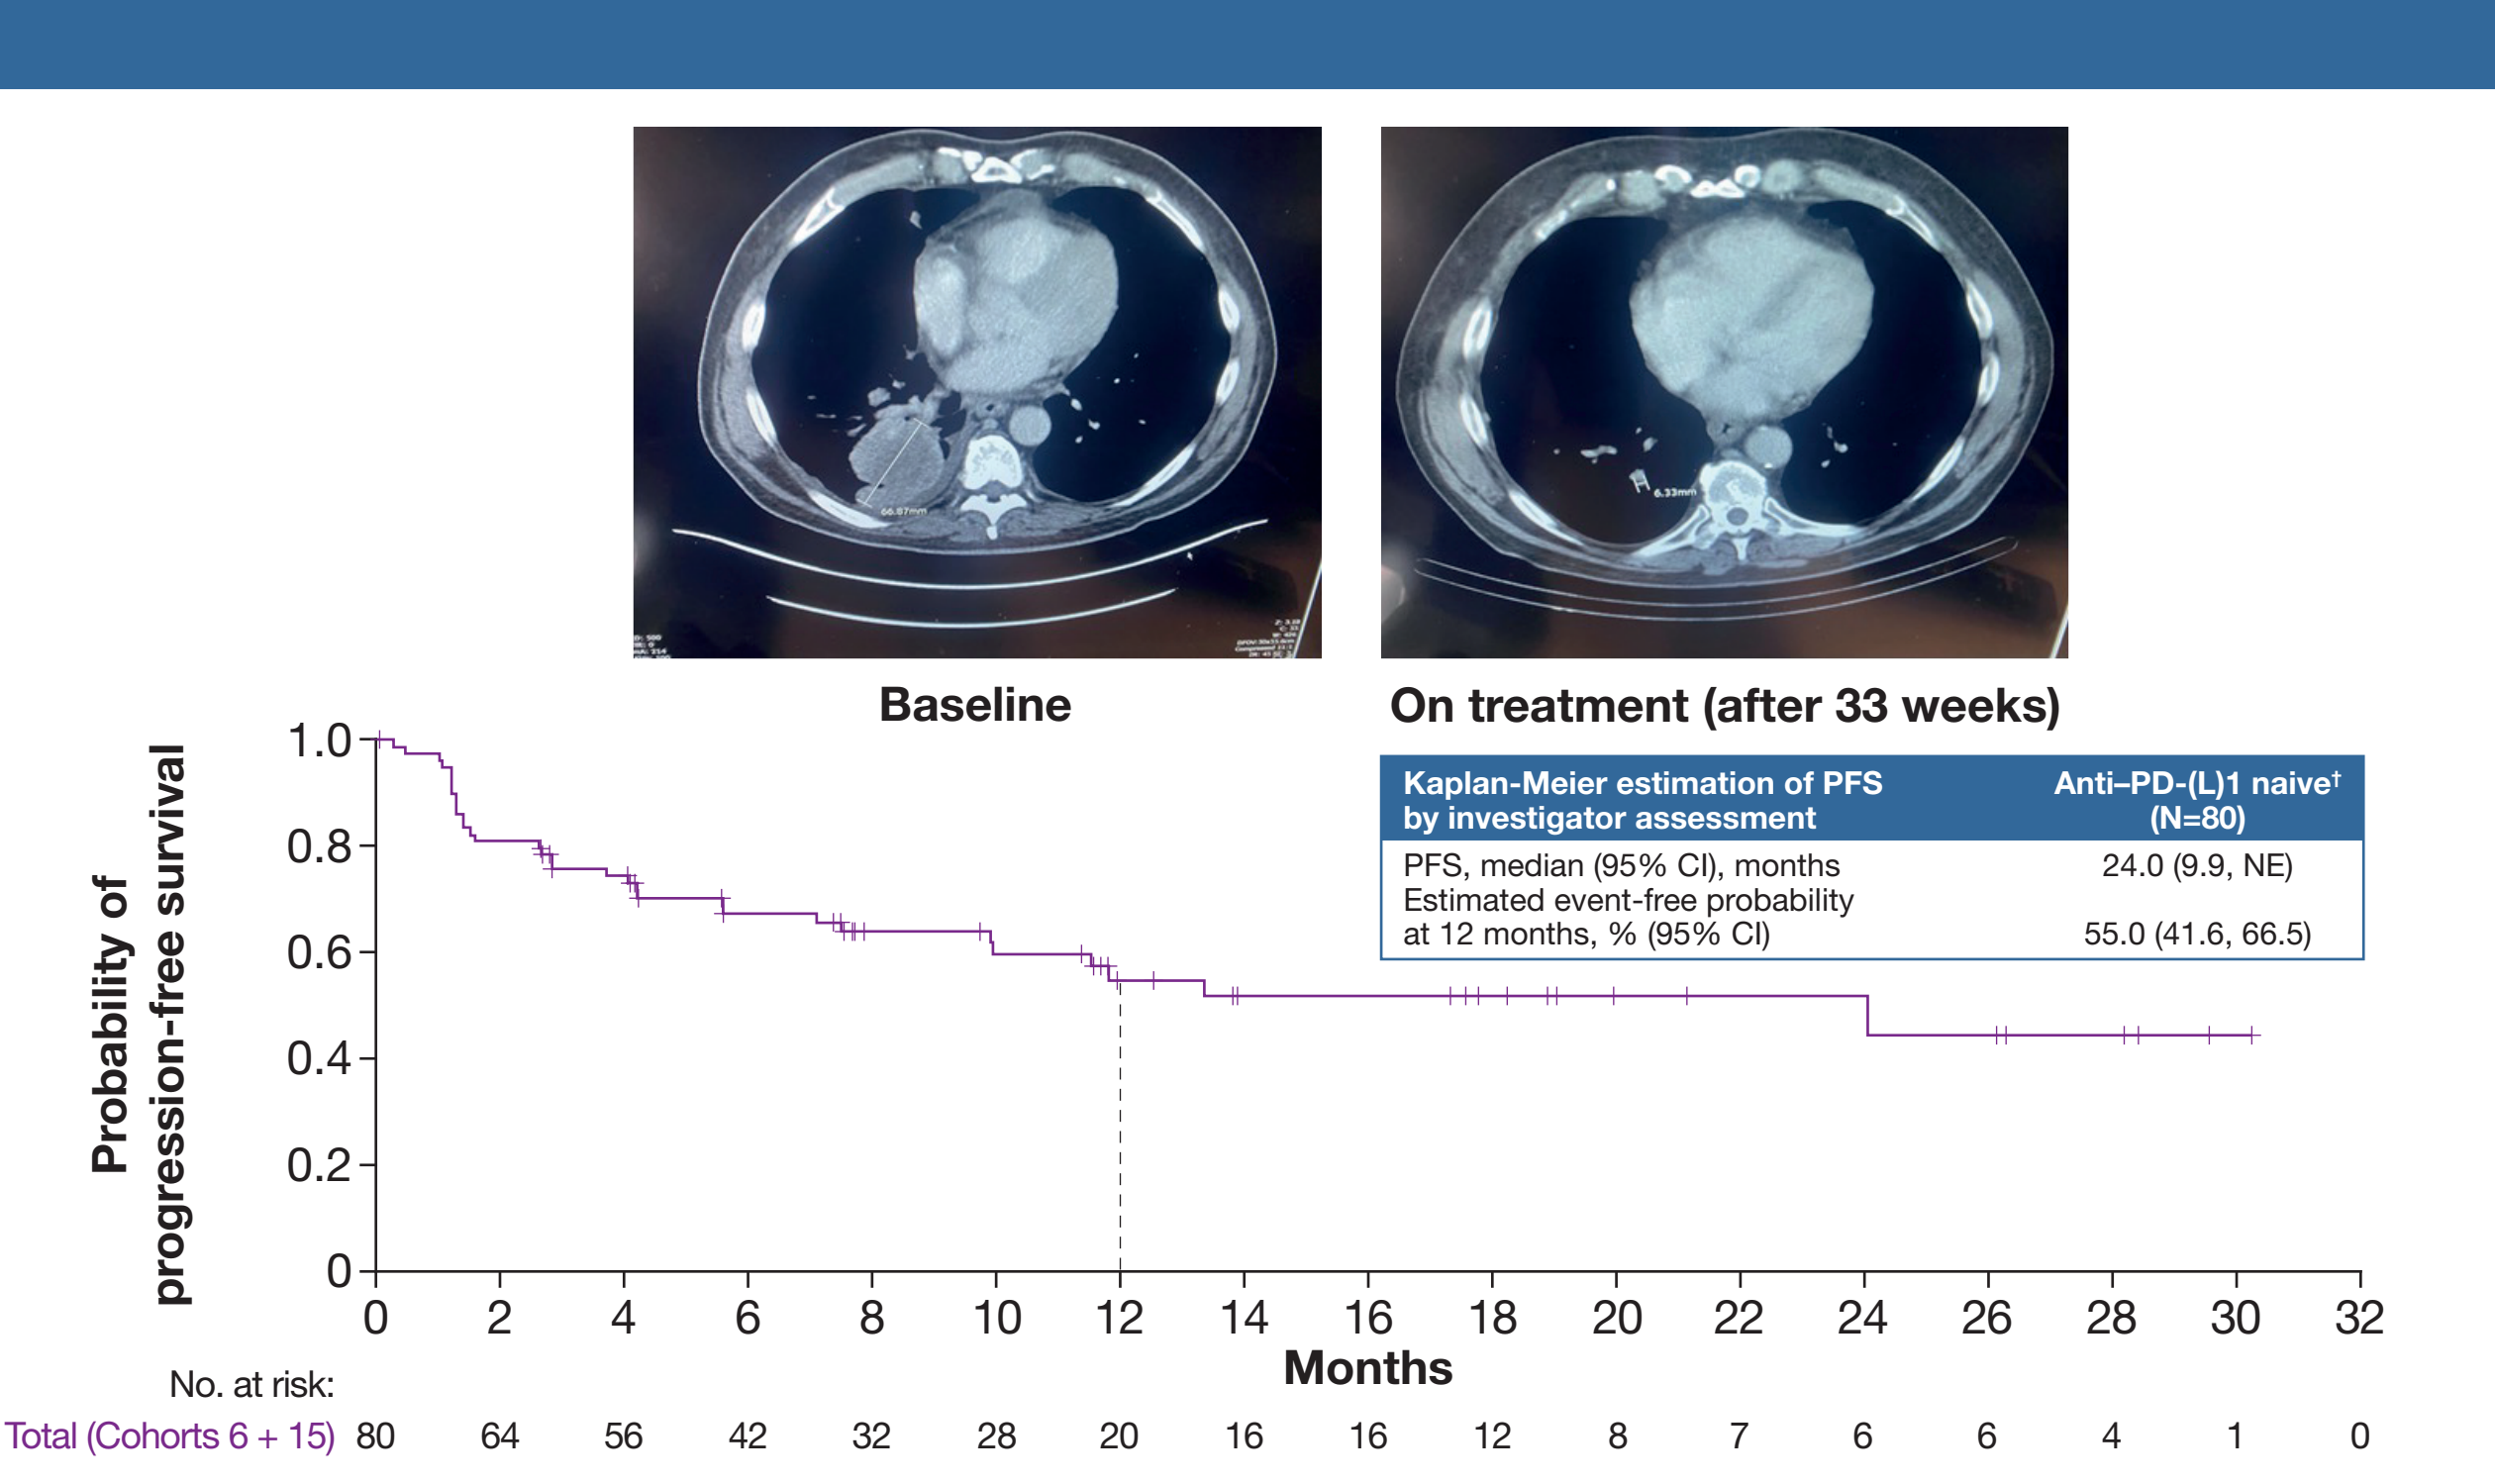 66.87mm
6.33mm
Baseline
On treatment (after 33 weeks)
Probability of
progression-free survival
1.0
0.8
0.6
0.4
0.2
0
Kaplan-Meier estimation of PFS
by investigator assessment
Anti–PD-(L)1 naive†
(N=80)
PFS, median (95% CI), months 24.0 (9.9, NE)
Estimated event-free probability
at 12 months, % (95% CI) 55.0 (41.6, 66.5)
0 2 4 6 8 10 12 14 16 18 20 22 24 26 28 30 32
Months
No. at risk:
Total (Cohorts 6 + 15) 80 64 56 42 32 28 20 16 16 12 8 7 6 6 4 1 0